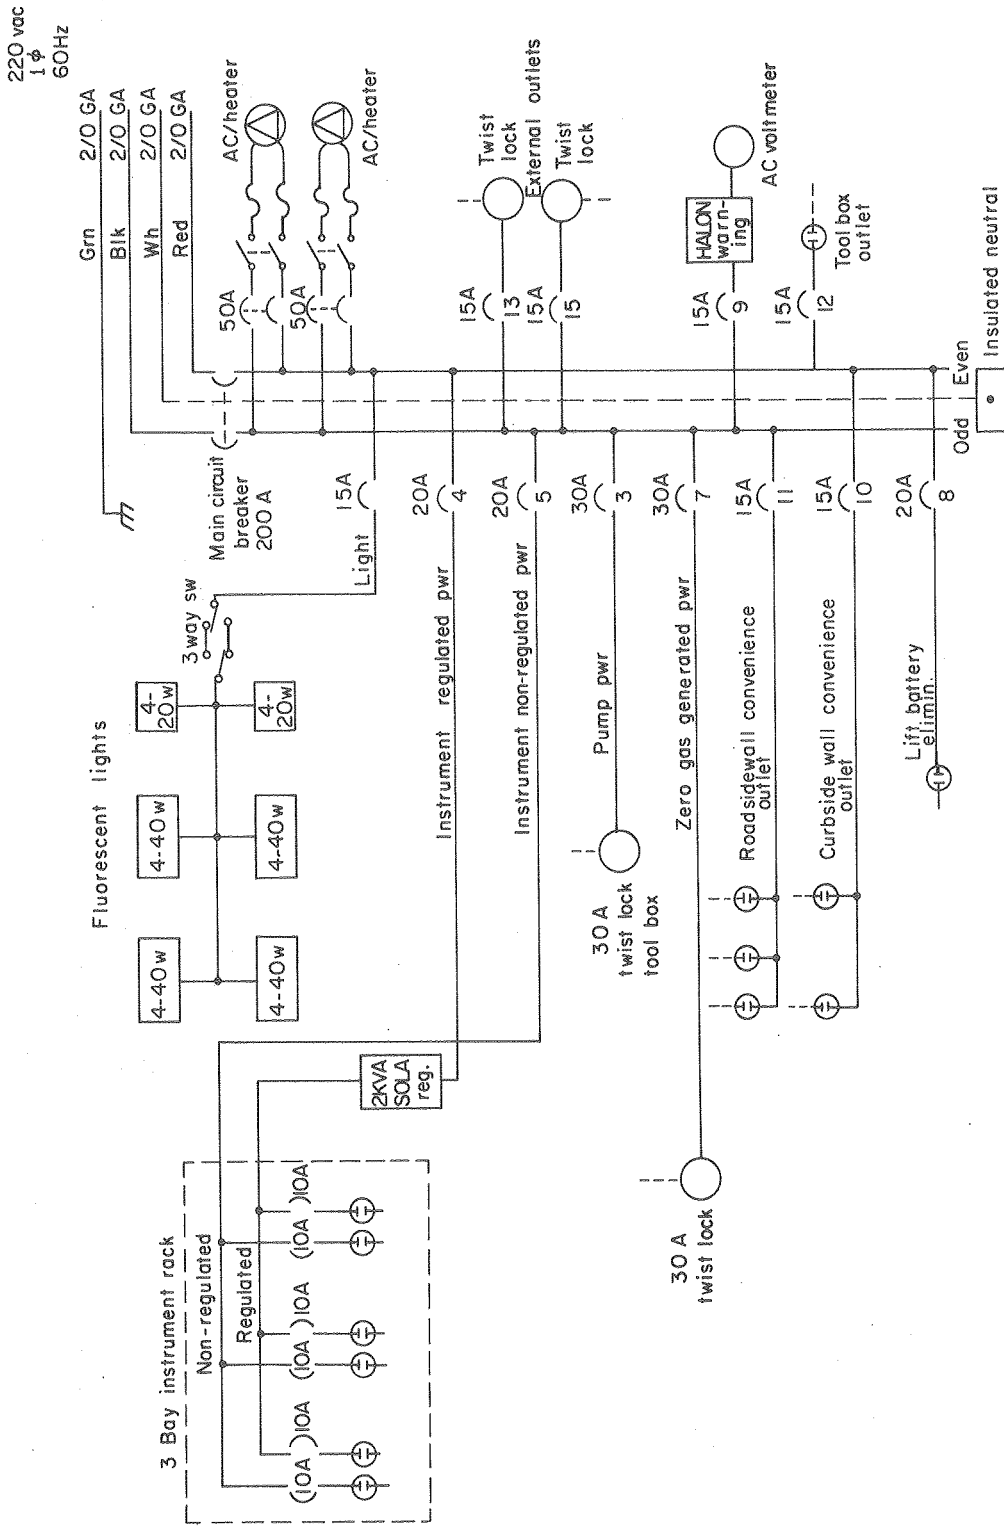 220 vac
1 φ
60Hz
Grn 2/0 GA
Blk 2/0 GA
Wh 2/0 GA
Red 2/0 GA
AC/heater
AC/heater
50A
50A
Main circuit
breaker
200 A
Twist
lock
External outlets
Twist
lock
15A
13
15A
15
AC voltmeter
HALON
warn-
ing
15A
9
Tool box
outlet
15A
12
Odd Even
Insulated neutral
15A
Light
3 way sw
Fluorescent lights
4-
20w
4-
20w
4-40w
4-40w
4-40w
4-40w
20A
4
Instrument regulated pwr
20A
5
Instrument non-regulated pwr
30A
3
Pump pwr
30A
twist lock
tool box
30A
7
Zero gas generated pwr
30A
twist lock
15A
11
Roadsidewall convenience
outlet
15A
10
Curbside wall convenience
outlet
20A
8
Lift battery
elimin.
2KVA
SOLA
reg.
3 Bay instrument rack
Non-regulated
Regulated
10A
10A
10A
10A
10A
10A